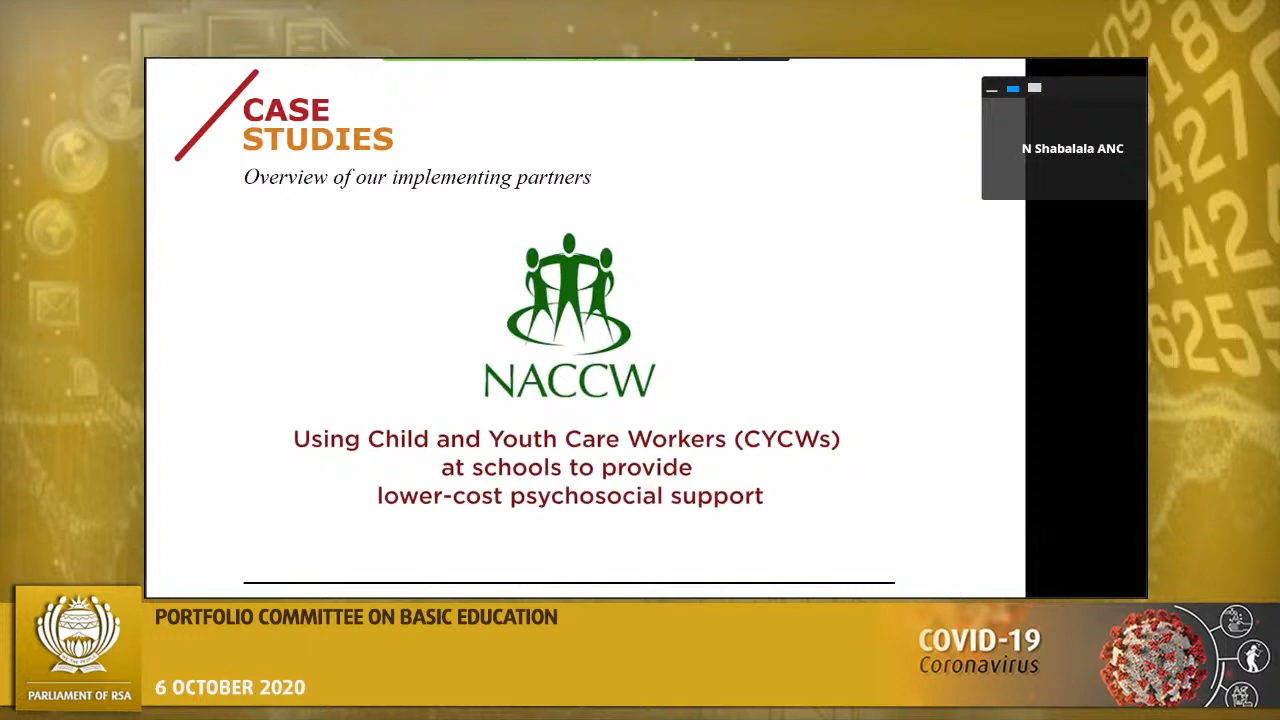 CASE
STUDIES
Overview of our implementing partners
N Shabalala ANC
NACCW
Using Child and Youth Care Workers (CYCWs)
at schools to provide
lower-cost psychosocial support
PORTFOLIO COMMITTEE ON BASIC EDUCATION
6 OCTOBER 2020
PARLIAMENT OF RSA
COVID-19
Coronavirus